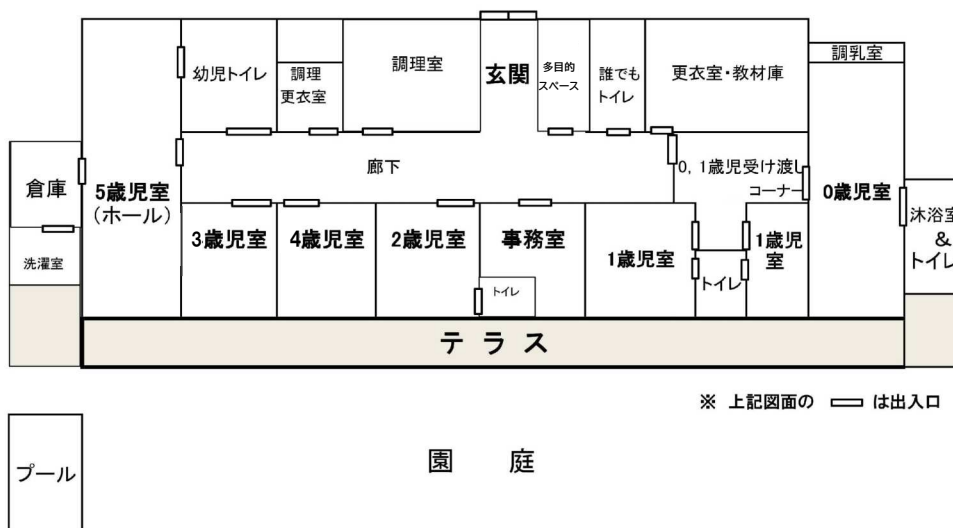 幼児トイレ
調理
更衣室
調理室
玄関
多目的
スペース
誰でも
トイレ
更衣室・教材庫
調乳室
倉庫
洗濯室
5歳児室
(ホール)
廊下
0, 1歳児受け渡し
コーナー
0歳児室
沐浴室
&
トイレ
3歳児室
4歳児室
2歳児室
事務室
トイレ
1歳児室
トイレ
1歳児
室
テラス
※ 上記図面の は出入口
プール
園 庭